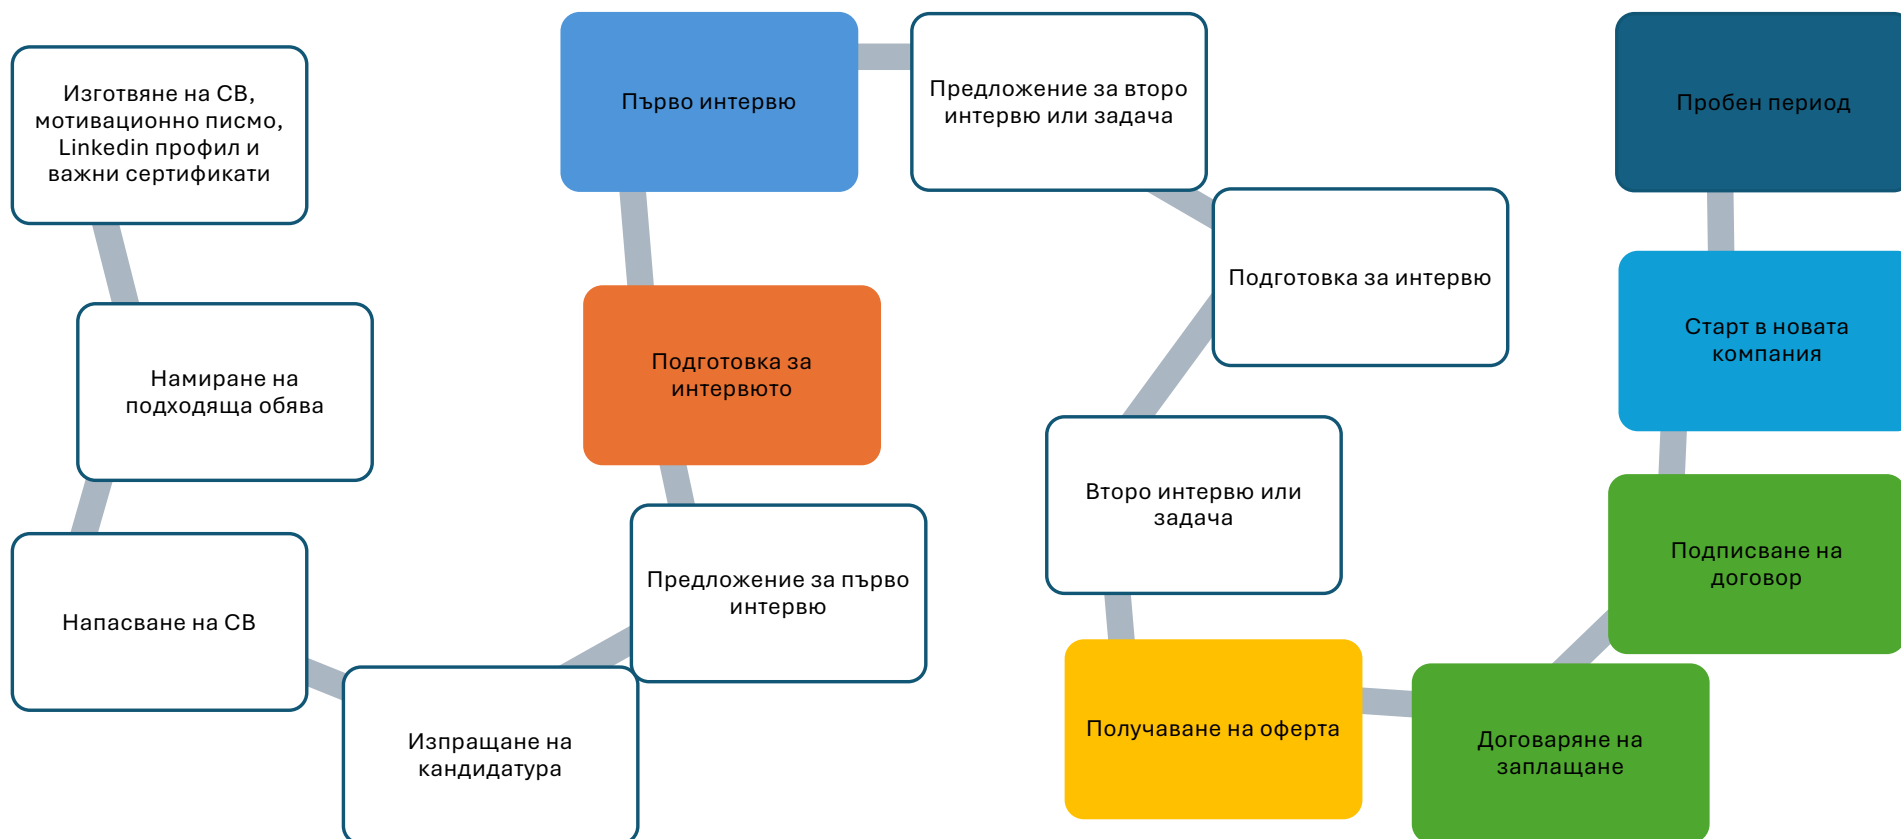 Изготвяне на СВ,
мотивационно писмо,
Linkedin профил и
важни сертификати
Намиране на
подходяща обява
Напасване на СВ
Изпращане на
кандидатура
Предложение за първо
интервю
Подготовка за
интервюто
Първо интервю
Предложение за второ
интервю или задача
Подготовка за интервю
Второ интервю или
задача
Получаване на оферта
Договаряне на
заплащане
Подписване на
договор
Старт в новата
компания
Пробен период